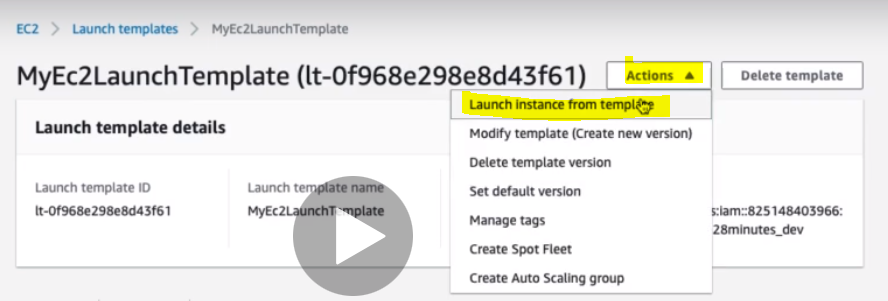 EC2 > Launch templates > MyEc2LaunchTemplate
MyEc2LaunchTemplate (lt-0f968e298e8d43f61)
Actions ▲
Delete template
Launch instance from template
Modify template (Create new version)
Delete template version
Set default version
Manage tags
Create Spot Fleet
Create Auto Scaling group
Launch template details
Launch template ID
lt-0f968e298e8d43f61
Launch template name
MyEc2LaunchTemplate
s:iam::825148403966:
28minutes_dev